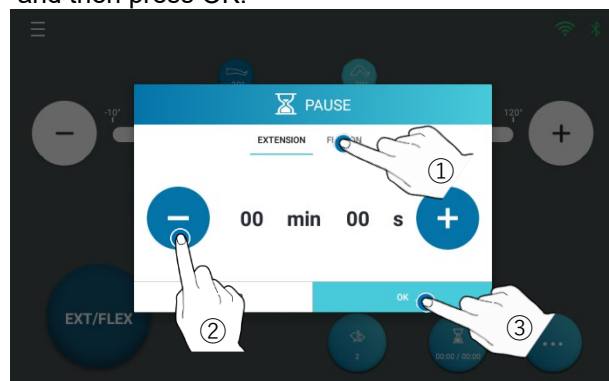 and then press OK.
-10°
120°
PAUSE
EXTENSION
①
00 min 00 s
OK
EXT/FLEX
②
③
2
00:00 / 00:00